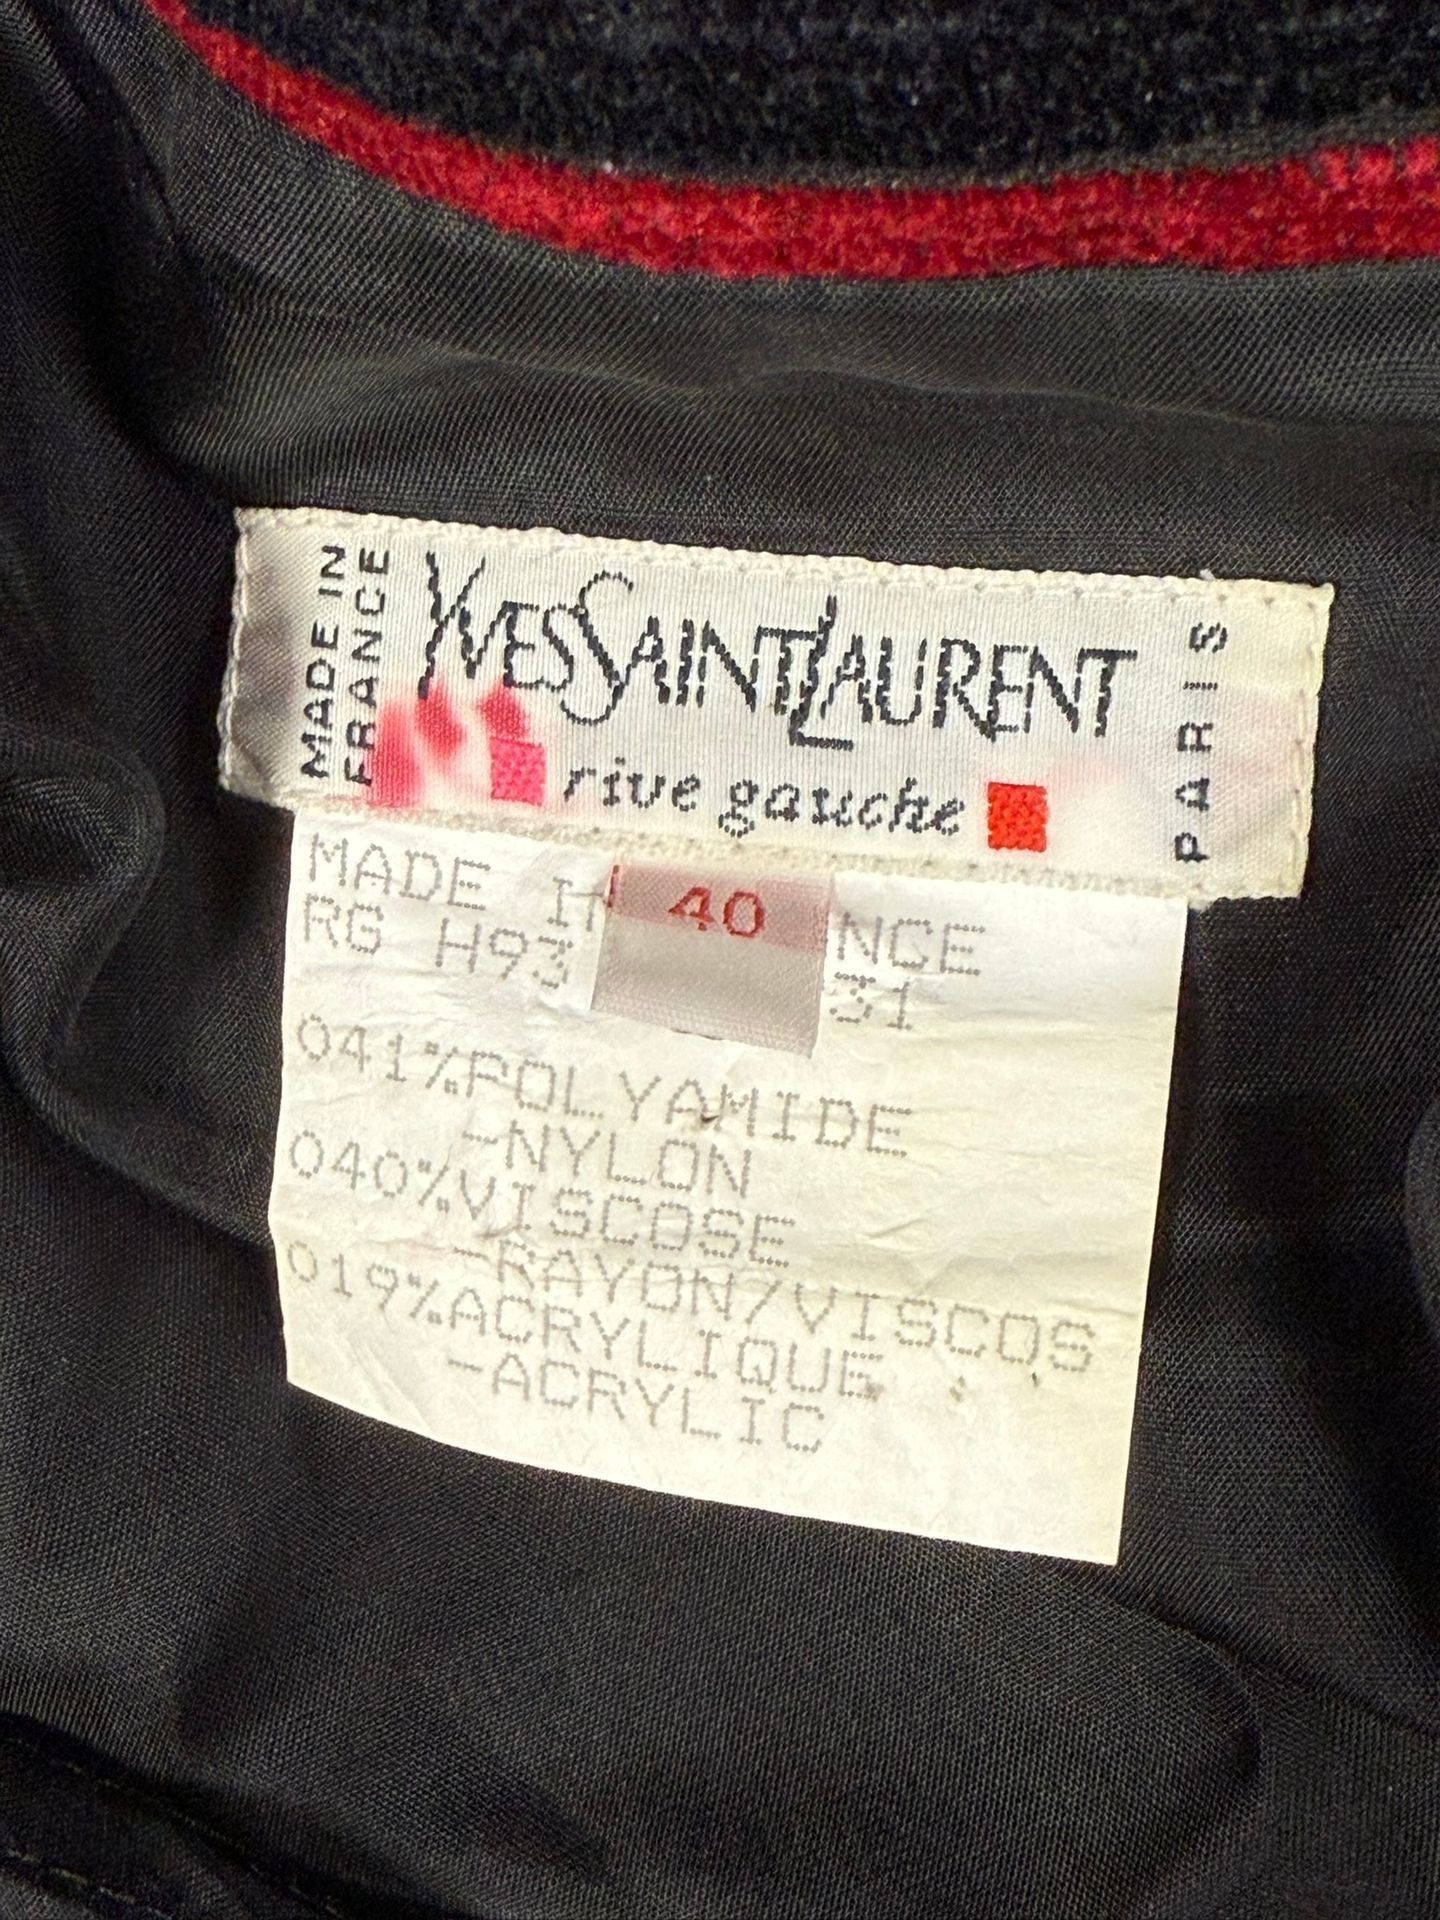 MADE IN
FRANCE
YVES SAINT LAURENT
rive gauche
PARIS
40
MADE I NCE
RG H93 31
041%POLYAMIDE
-NYLON
040%VISCOSE
-RAYON/VISCOS
019%ACRYLIQUE
-ACRYLIC